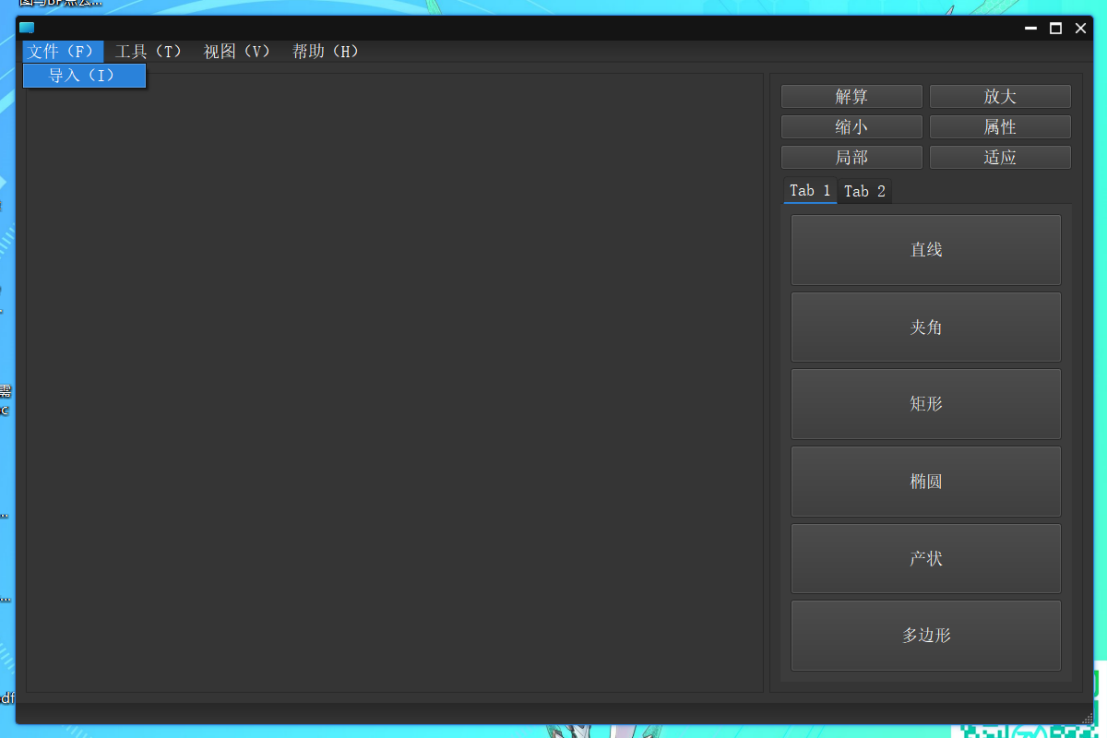 文件（F） 工具（T） 视图（V） 帮助（H）
导入（I）
解算 放大
缩小 属性
局部 适应
Tab 1 Tab 2
直线
夹角
矩形
椭圆
产状
多边形
需
df